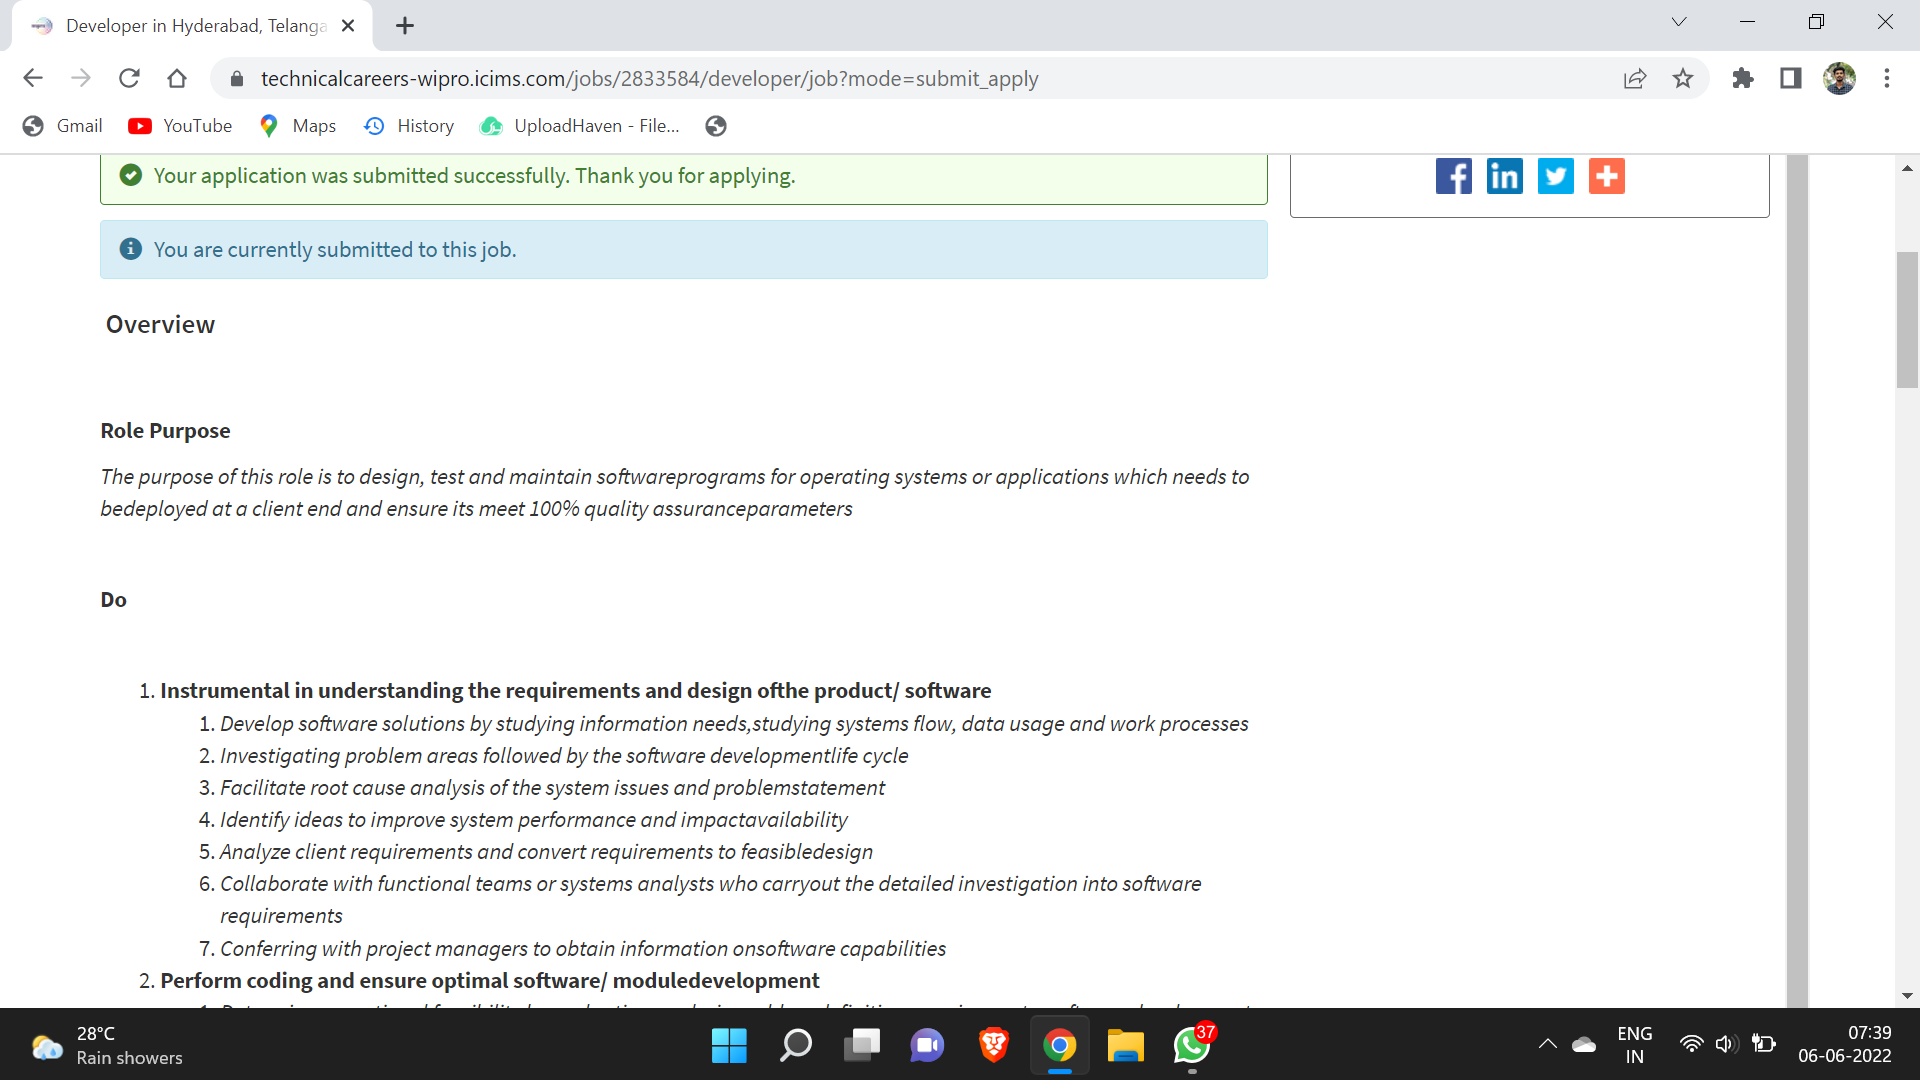 Developer in Hyderabad, Telanga
technicalcareers-wipro.icims.com/jobs/2833584/developer/job?mode=submit_apply
Gmail YouTube Maps History UploadHaven - File...
Your application was submitted successfully. Thank you for applying.
You are currently submitted to this job.
Overview
Role Purpose
The purpose of this role is to design, test and maintain softwareprograms for operating systems or applications which needs to
bedeployed at a client end and ensure its meet 100% quality assuranceparameters
Do
1. Instrumental in understanding the requirements and design ofthe product/ software
1. Develop software solutions by studying information needs,studying systems flow, data usage and work processes
2. Investigating problem areas followed by the software developmentlife cycle
3. Facilitate root cause analysis of the system issues and problemstatement
4. Identify ideas to improve system performance and impactavailability
5. Analyze client requirements and convert requirements to feasibledesign
6. Collaborate with functional teams or systems analysts who carryout the detailed investigation into software
requirements
7. Conferring with project managers to obtain information onsoftware capabilities
2. Perform coding and ensure optimal software/ moduledevelopment
28°C
Rain showers
37
ENG
IN
07:39
06-06-2022